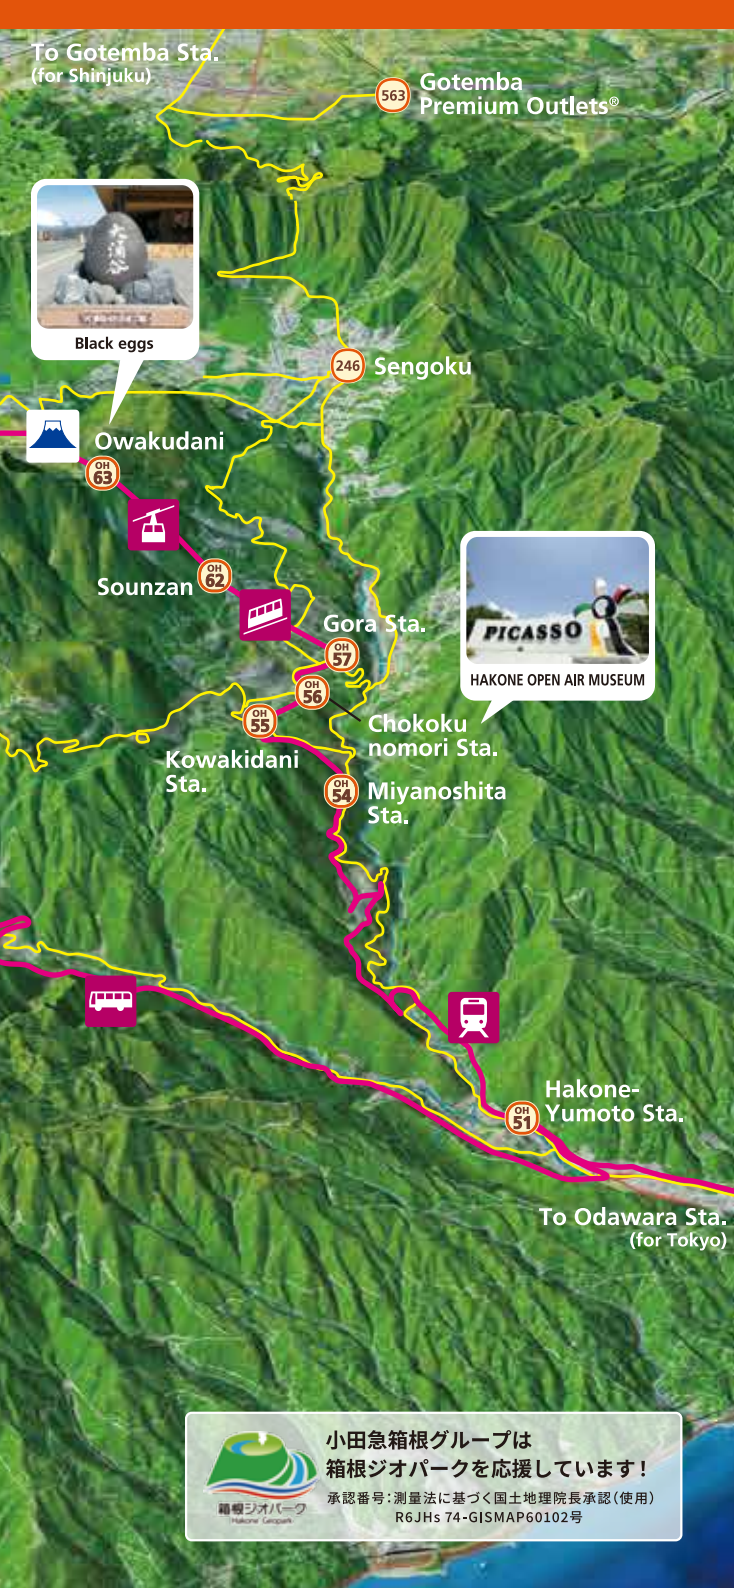 To Gotemba Sta.
(for Shinjuku)
563
Gotemba
Premium Outlets®
大涌谷
Black eggs
246
Sengoku
Owakudani
OH
63
Sounzan
OH
62
PICASSO
HAKONE OPEN AIR MUSEUM
Gora Sta.
OH
57
OH
56
OH
55
Chokoku
nomori Sta.
Kowakidani
Sta.
OH
54
Miyanoshita
Sta.
Hakone-
Yumoto Sta.
OH
51
To Odawara Sta.
(for Tokyo)
小田急箱根グループは
箱根ジオパークを応援しています!
箱根ジオパーク
Hakone Geopark
承認番号:測量法に基づく国土地理院長承認(使用)
R6JHs 74-GISMAP60102号